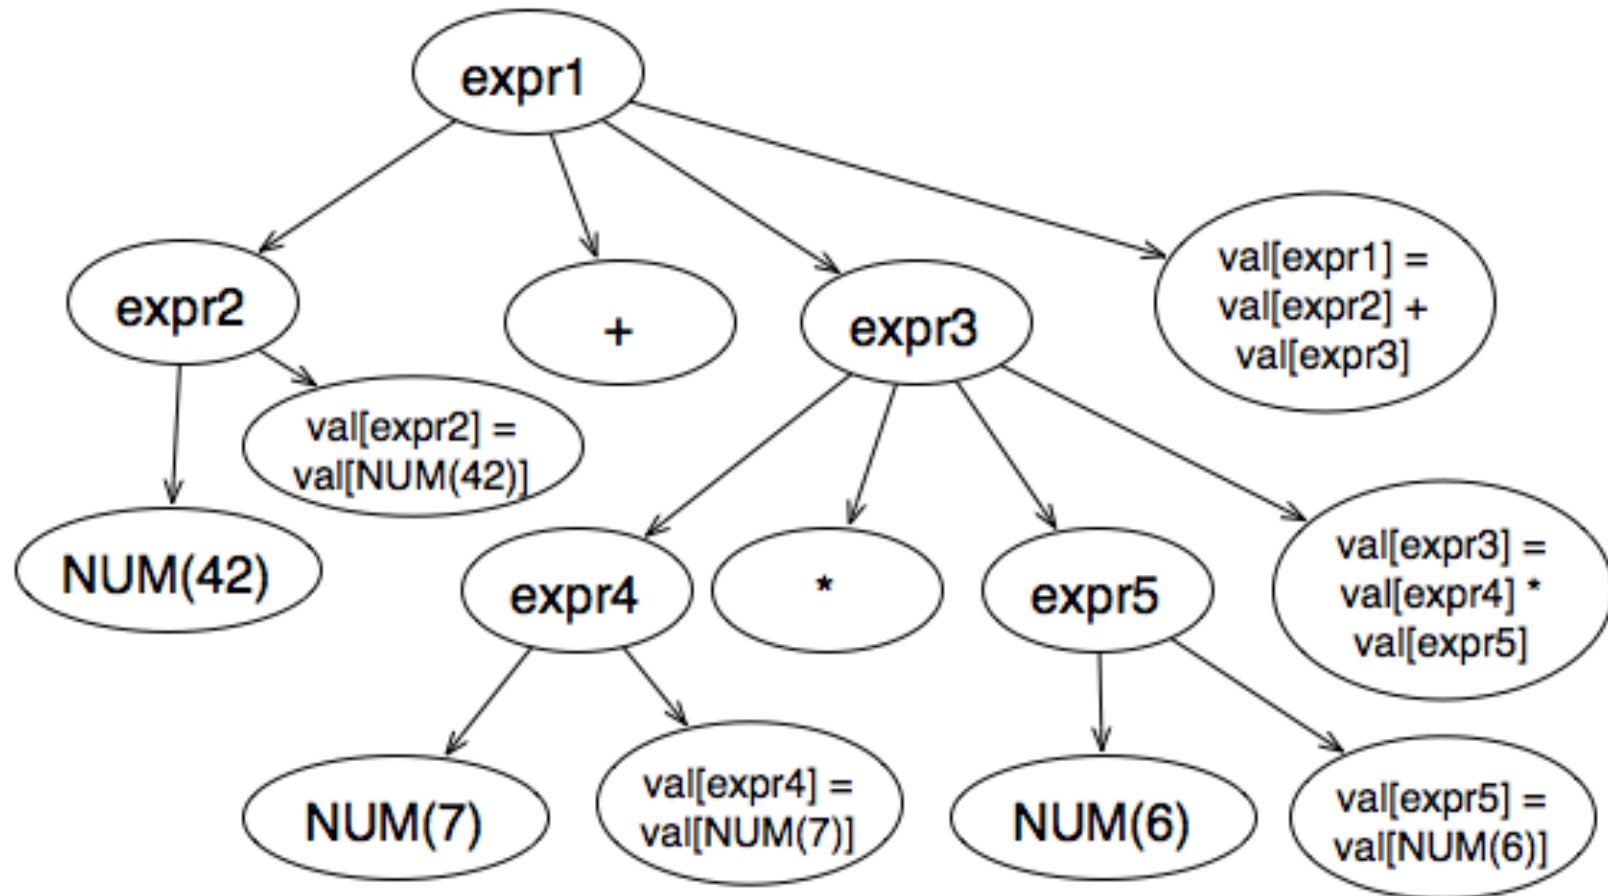 expr1
expr2
+
expr3
val[expr1] =
val[expr2] +
val[expr3]
val[expr2] =
val[NUM(42)]
NUM(42)
expr4
*
expr5
val[expr3] =
val[expr4] *
val[expr5]
NUM(7)
val[expr4] =
val[NUM(7)]
NUM(6)
val[expr5] =
val[NUM(6)]